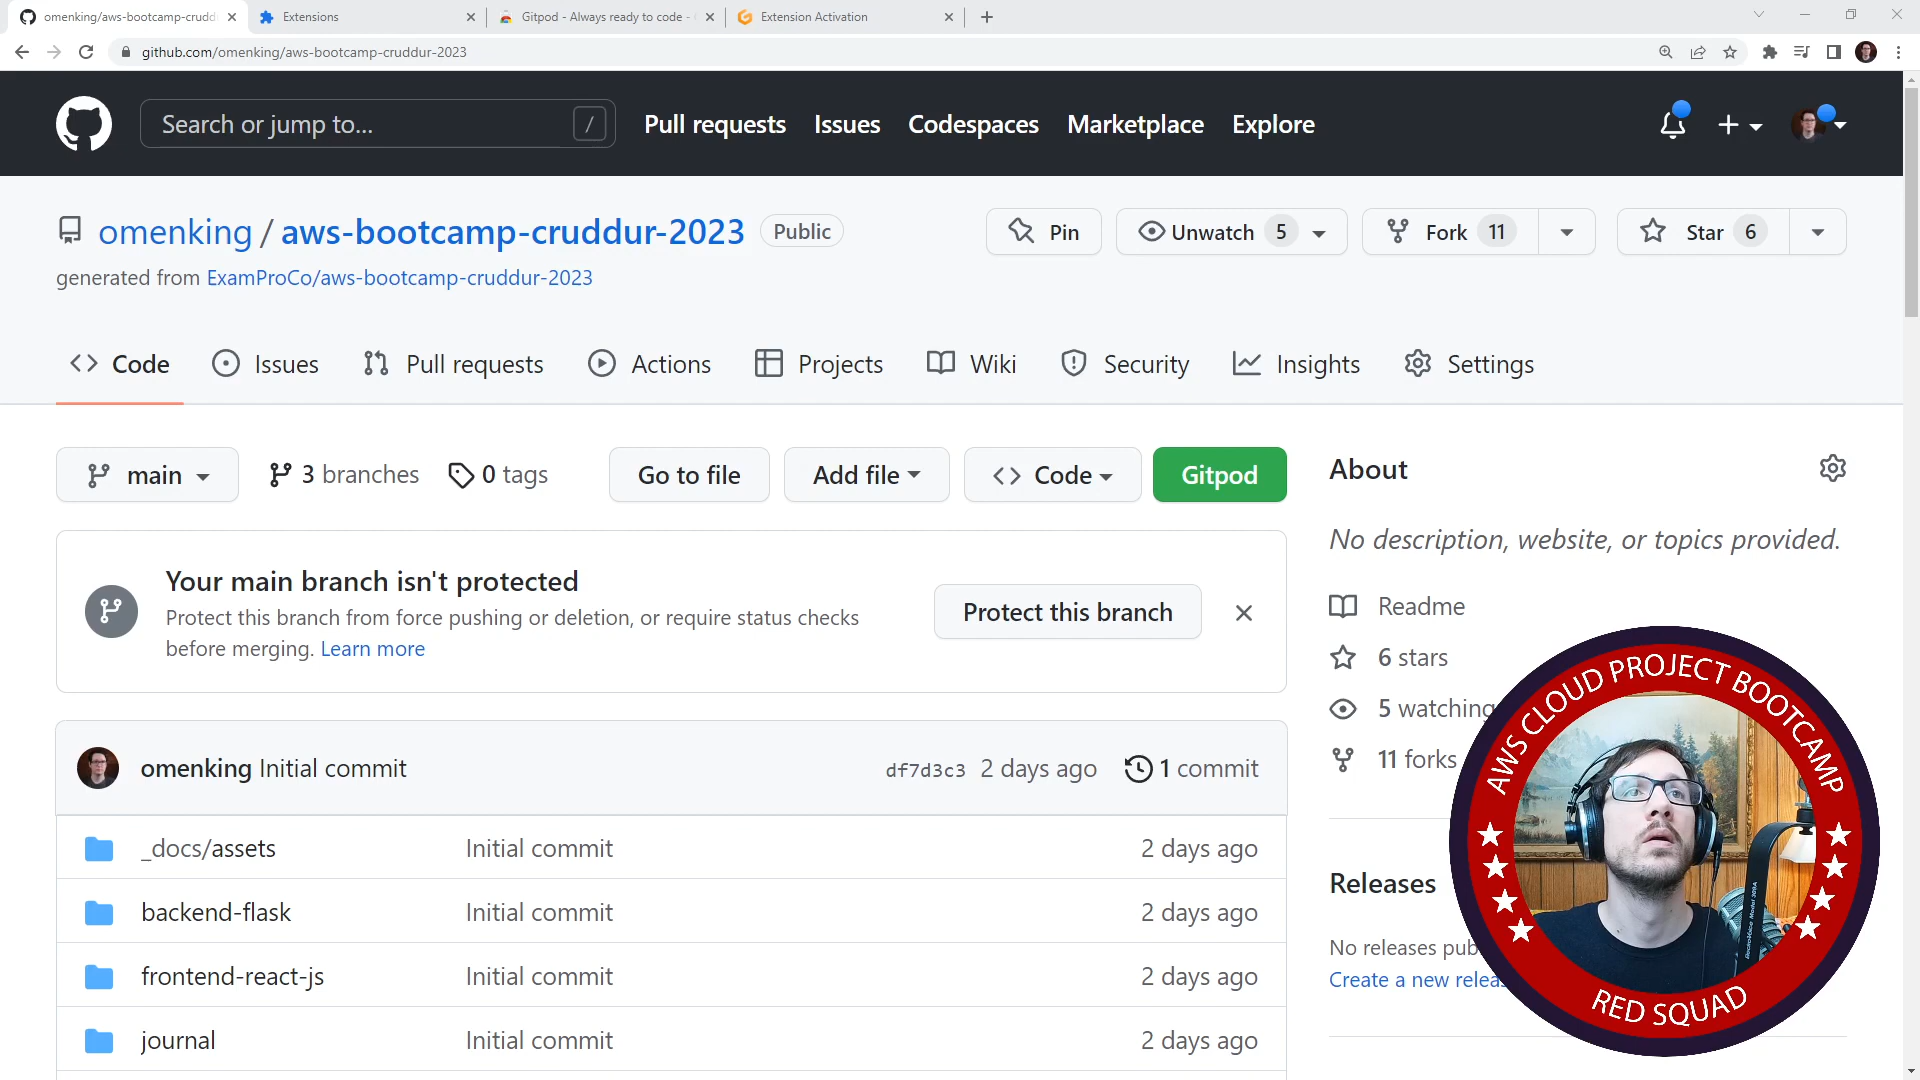 omenking/aws-bootcamp-crudd
Extensions
Gitpod - Always ready to code -
Extension Activation
github.com/omenking/aws-bootcamp-cruddur-2023
Search or jump to...
/
Pull requests
Issues
Codespaces
Marketplace
Explore
omenking / aws-bootcamp-cruddur-2023
Public
Pin
Unwatch 5
Fork 11
Star 6
generated from ExamProCo/aws-bootcamp-cruddur-2023
Code
Issues
Pull requests
Actions
Projects
Wiki
Security
Insights
Settings
main
3 branches
0 tags
Go to file
Add file
Code
Gitpod
Your main branch isn't protected
Protect this branch from force pushing or deletion, or require status checks
before merging. Learn more
Protect this branch
omenking Initial commit
df7d3c3 2 days ago
1 commit
_docs/assets
Initial commit
2 days ago
backend-flask
Initial commit
2 days ago
frontend-react-js
Initial commit
2 days ago
journal
Initial commit
2 days ago
About
No description, website, or topics provided.
Readme
6 stars
5 watching
11 forks
Releases
No releases pub
Create a new relea
AWS CLOUD PROJECT BOOTCAMP
RED SQUAD